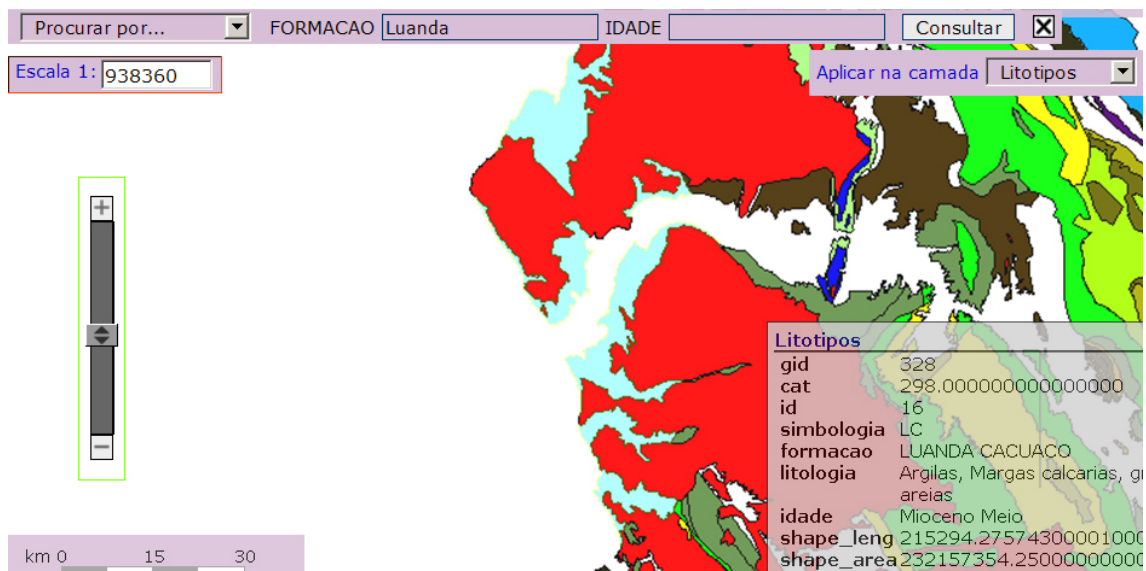 Procurar por... FORMACAO Luanda IDADE Consultar
Escala 1: 938360
Aplicar na camada Litotipos
Litotipos
gid 328
cat 298.000000000000000
id 16
simbologia LC
formacao LUANDA CACUACO
litologia Argilas, Margas calcarias,
areias
idade Mioceno Meio
shape_leng 215294.27574300001000
shape_area 232157354.25000000000
km 0 15 30